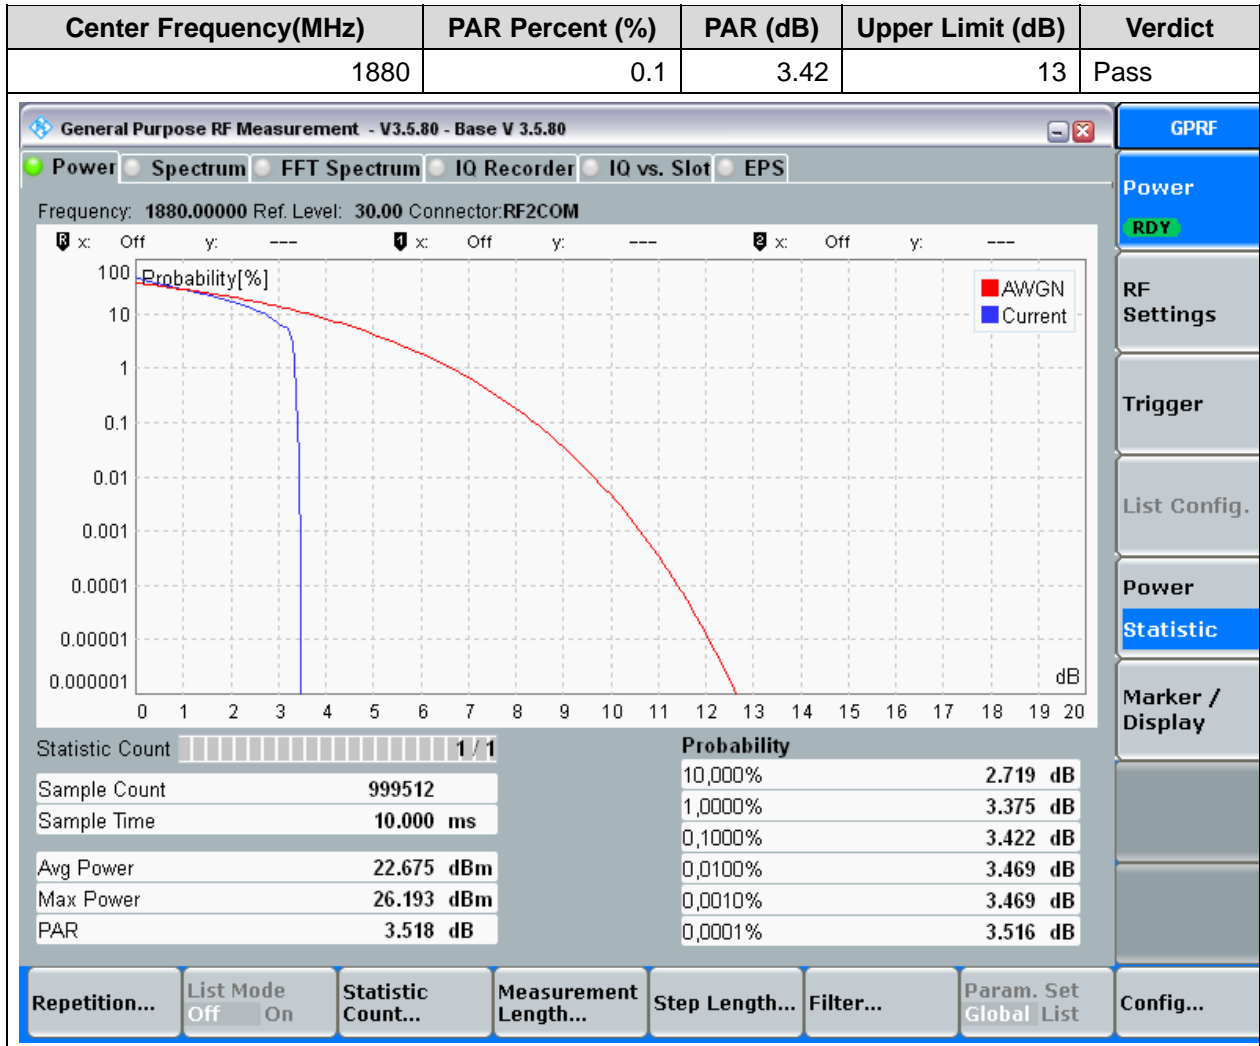 Center Frequency(MHz) PAR Percent (%) PAR (dB) Upper Limit (dB) Verdict
1880 0.1 3.42 13 Pass
General Purpose RF Measurement - V3.5.80 - Base V 3.5.80
GPRF
Power Spectrum FFT Spectrum IQ Recorder IQ vs. Slot EPS
Power
RDY
Frequency: 1880.00000 Ref. Level: 30.00 Connector:RF2COM
R x: Off y: --- 1 x: Off y: --- 2 x: Off y: ---
100 Probability[%]
AWGN
Current
10
1
0.1
0.01
0.001
0.0001
0.00001
0.000001
dB
0 1 2 3 4 5 6 7 8 9 10 11 12 13 14 15 16 17 18 19 20
RF
Settings
Trigger
List Config.
Power
Statistic
Marker /
Display
Statistic Count 1 / 1
Sample Count 999512
Sample Time 10.000 ms
Avg Power 22.675 dBm
Max Power 26.193 dBm
PAR 3.518 dB
Probability
10,000% 2.719 dB
1,0000% 3.375 dB
0,1000% 3.422 dB
0,0100% 3.469 dB
0,0010% 3.469 dB
0,0001% 3.516 dB
Repetition...
List Mode
Off On
Statistic
Count...
Measurement
Length...
Step Length...
Filter...
Param. Set
Global List
Config...